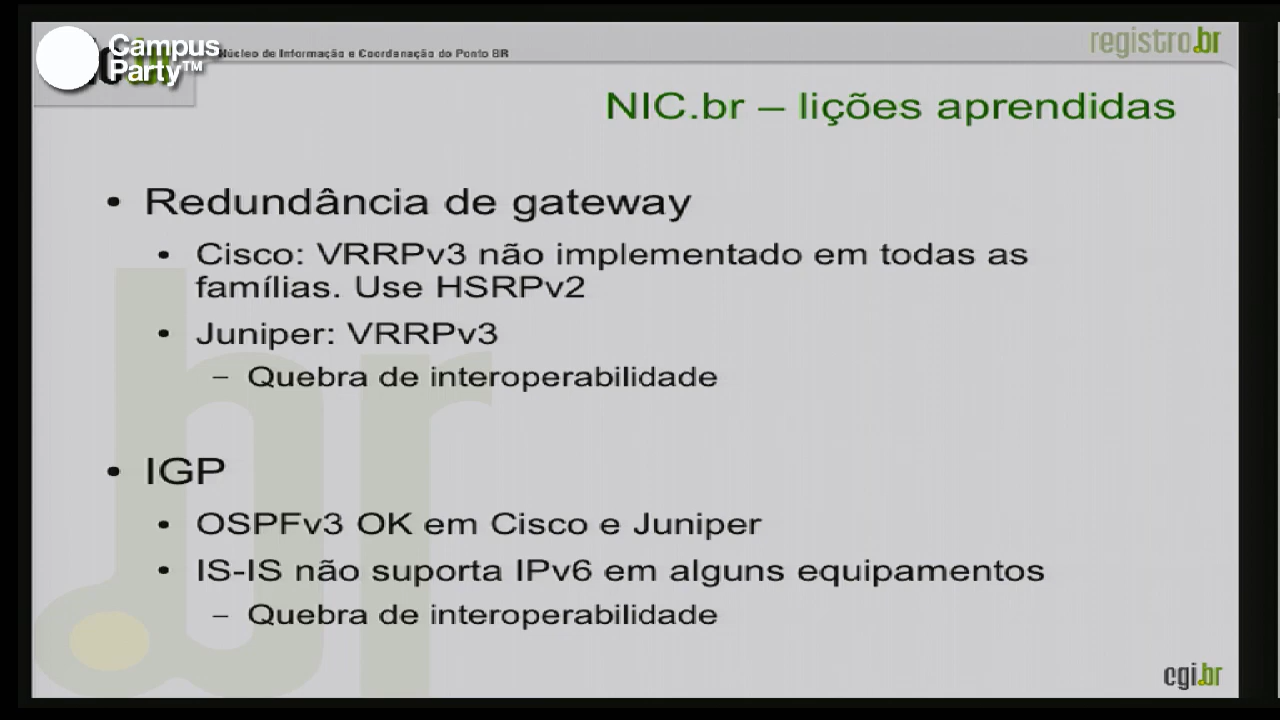 Campus
Party™
Núcleo de Informação e Coordenação do Ponto BR
registro.br
NIC.br – lições aprendidas
• Redundância de gateway
• Cisco: VRRPv3 não implementado em todas as
famílias. Use HSRPv2
• Juniper: VRRPv3
– Quebra de interoperabilidade
• IGP
• OSPFv3 OK em Cisco e Juniper
• IS-IS não suporta IPv6 em alguns equipamentos
– Quebra de interoperabilidade
br
cgi.br